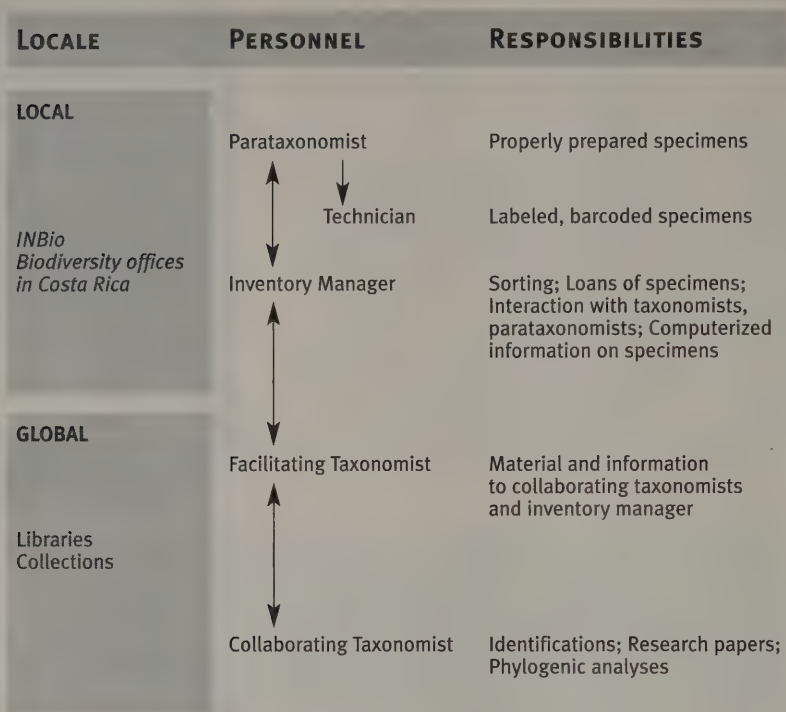 LOCALE PERSONNEL RESPONSIBILITIES
LOCAL
Parataxonomist Properly prepared specimens
Technician Labeled, barcoded specimens
INBio
Biodiversity offices
in Costa Rica
Inventory Manager Sorting; Loans of specimens;
Interaction with taxonomists,
parataxonomists; Computerized
information on specimens
GLOBAL
Facilitating Taxonomist Material and information
to collaborating taxonomists
and inventory manager
Libraries
Collections
Collaborating Taxonomist Identifications; Research papers;
Phylogenic analyses